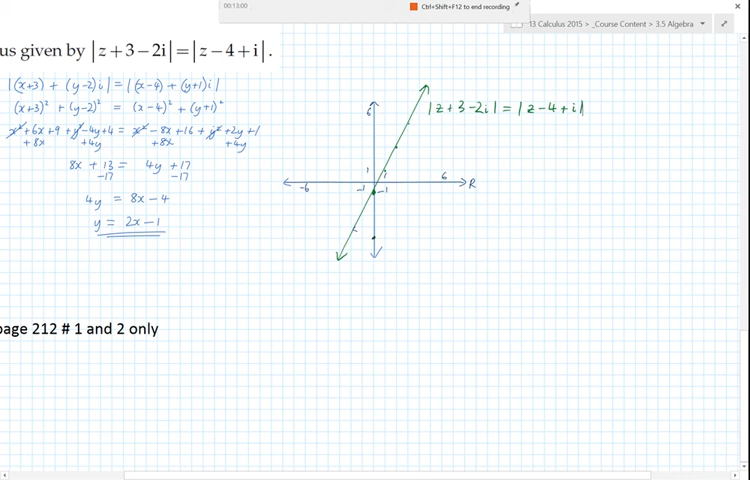 00:13:00
Ctrl+Shift+F12 to end recording
13 Calculus 2015 > _Course Content > 3.5 Algebra
us given by |z+3−2i|=|z−4+i|.
|(x+3) + (y−2)i| = |(x−4) + (y+1)i|
(x+3)² + (y−2)² = (x−4)² + (y+1)²
x²+6x+9 + y²−4y+4 = x²−8x+16 + y²+2y+1
+8x +4y +8x +4y
8x + 13 = 4y + 17
−17 −17
4y = 8x − 4
y = 2x − 1
6
|z+3−2i| = |z−4+i|
1
1
6
−6
−1
−1
R
page 212 # 1 and 2 only